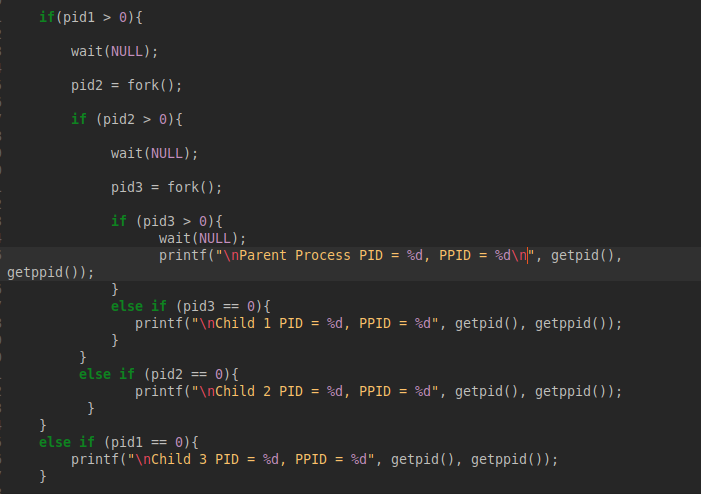 if(pid1 > 0){
wait(NULL);
pid2 = fork();
if (pid2 > 0){
wait(NULL);
pid3 = fork();
if (pid3 > 0){
wait(NULL);
printf("\nParent Process PID = %d, PPID = %d\n", getpid(),
getppid());
}
else if (pid3 == 0){
printf("\nChild 1 PID = %d, PPID = %d", getpid(), getppid());
}
}
else if (pid2 == 0){
printf("\nChild 2 PID = %d, PPID = %d", getpid(), getppid());
}
}
else if (pid1 == 0){
printf("\nChild 3 PID = %d, PPID = %d", getpid(), getppid());
}